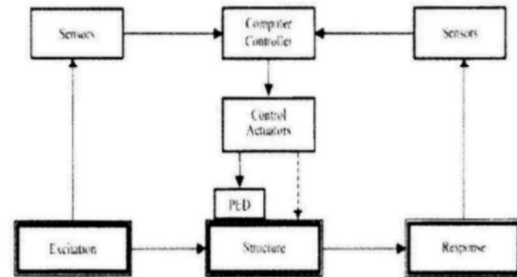 Sensors
Computer
Controller
Sensors
Control
Actuators
PED
Excitation
Structure
Response